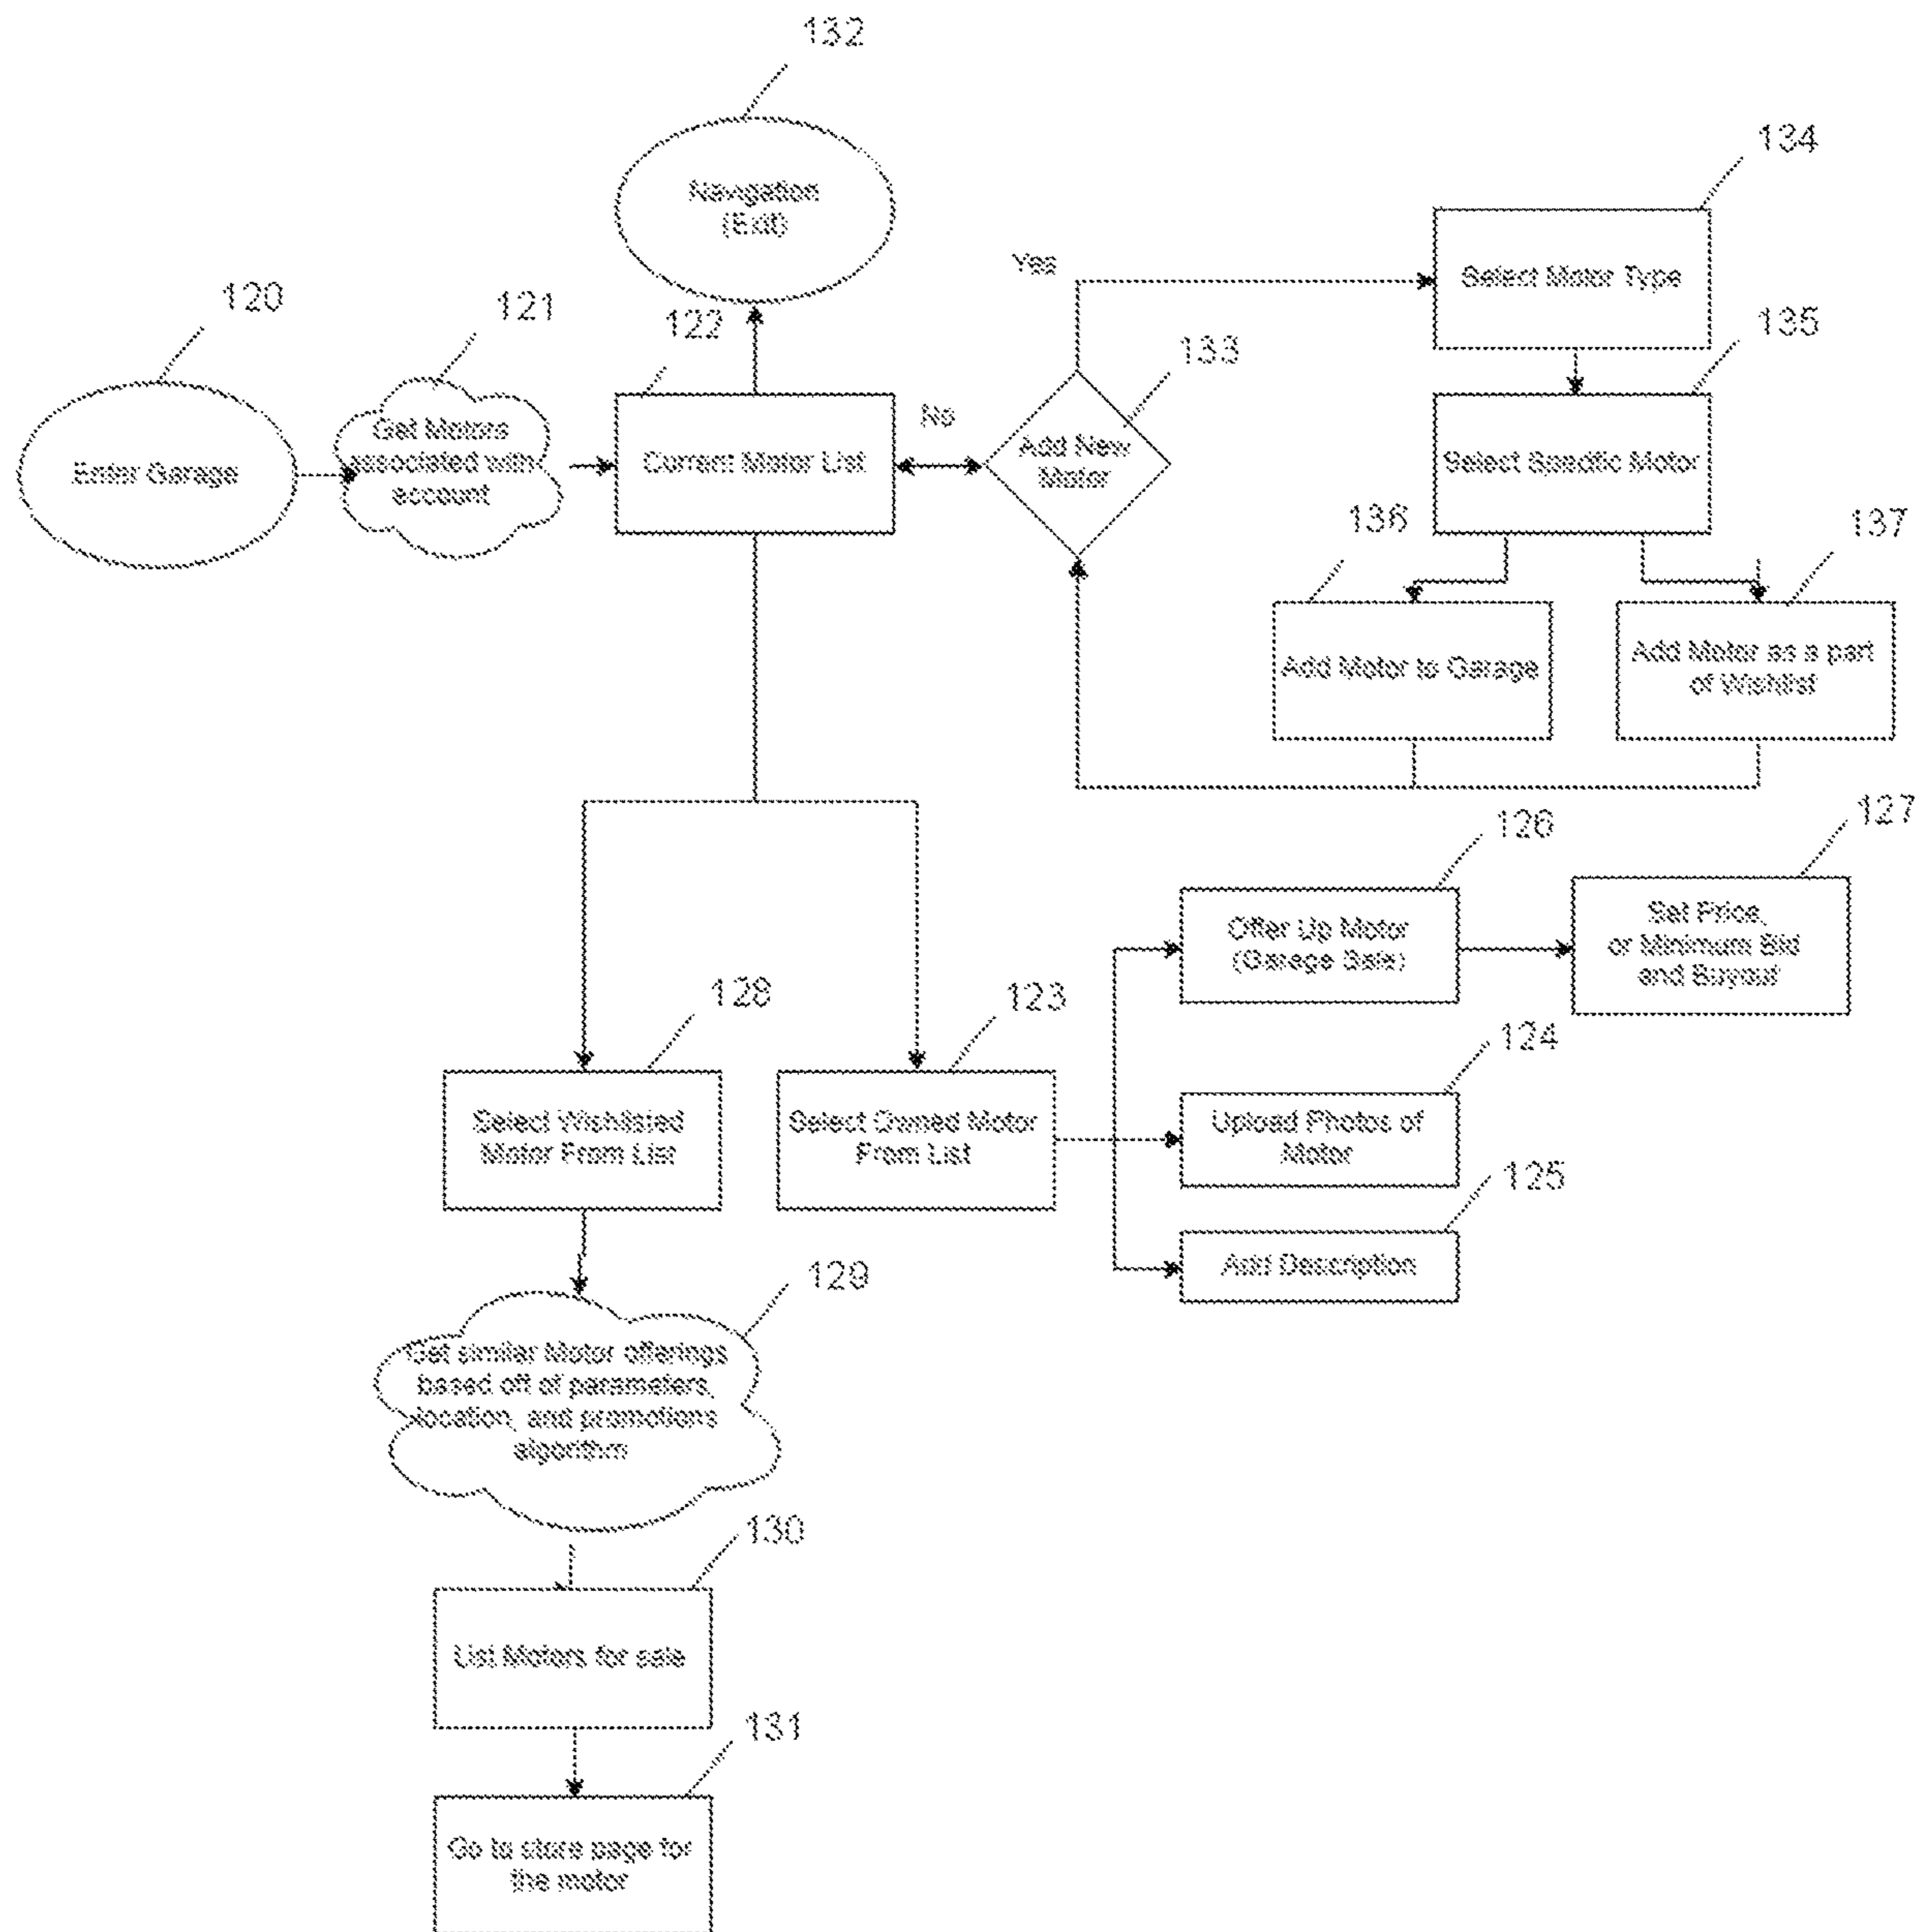 132
Navigation
(Exit)
134
Select Motor Type
Yes
120
121
122
133
135
Enter Garage
Get Motors
associated with
account
Current Motor List
No
Add New
Motor
Select Specific Motor
136
137
Add Motor to Garage
Add Motor as a part
of Wishlist
126
127
Offer Up Motor
(Garage Sale)
Set Price,
or Minimum Bid
and Buyout
128
123
124
Select Wishlisted
Motor From List
Select Owned Motor
From List
Upload Photos of
Motor
125
Add Description
129
Get similar Motor offerings
based off of parameters,
location, and promotions
algorithm
130
List Motors for sale
131
Go to store page for
the motor